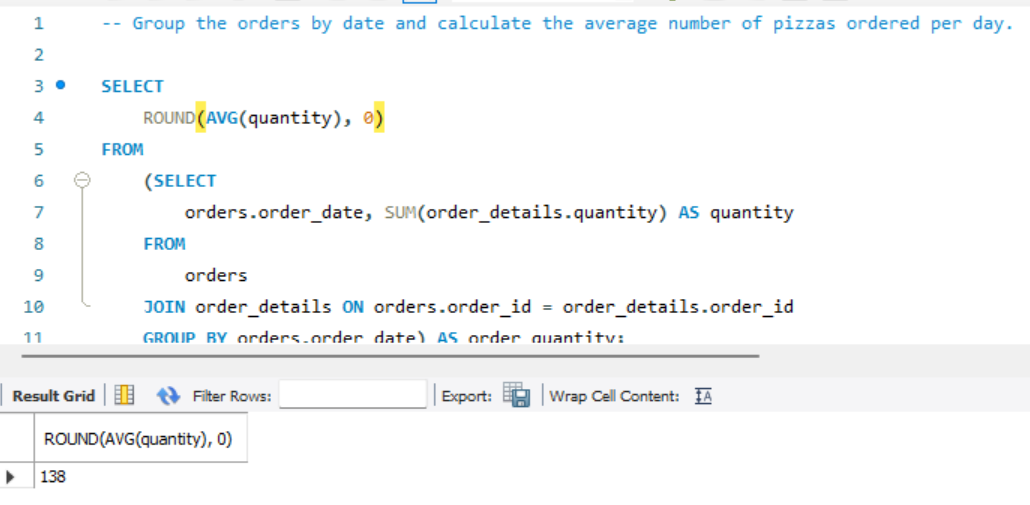 1 -- Group the orders by date and calculate the average number of pizzas ordered per day.
2
3 SELECT
4 ROUND(AVG(quantity), 0)
5 FROM
6 (SELECT
7 orders.order_date, SUM(order_details.quantity) AS quantity
8 FROM
9 orders
10 JOIN order_details ON orders.order_id = order_details.order_id
11 GROUP BY orders.order_date) AS order_quantity;
Result Grid Filter Rows: Export: Wrap Cell Content: IA
ROUND(AVG(quantity), 0)
138